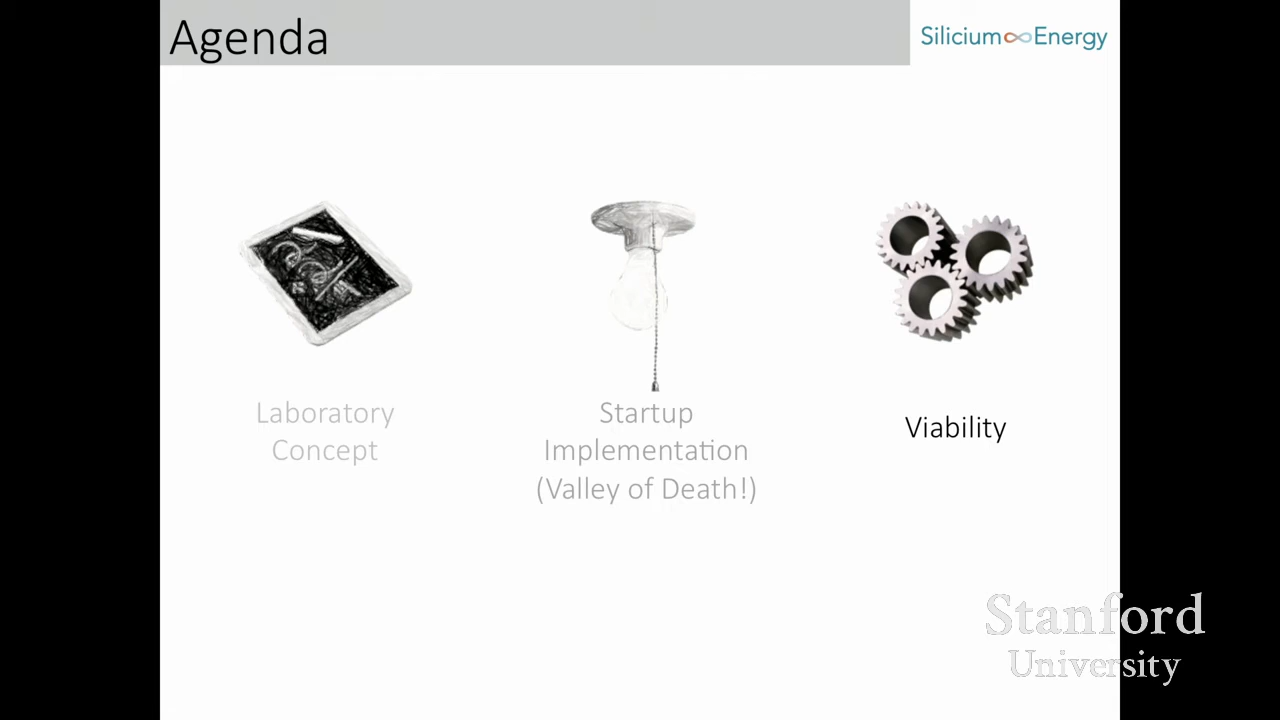 Agenda
Silicium Energy
Laboratory
Concept
Startup
Implementation
(Valley of Death!)
Viability
Stanford
University